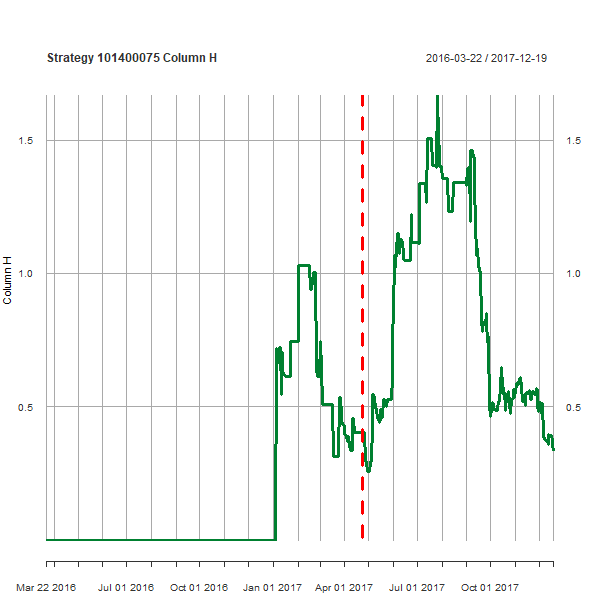 Strategy 101400075 Column H
2016-03-22 / 2017-12-19
1.5
1.5
1.0
1.0
0.5
0.5
Column H
Mar 22 2016
Jul 01 2016
Oct 01 2016
Jan 01 2017
Apr 01 2017
Jul 01 2017
Oct 01 2017